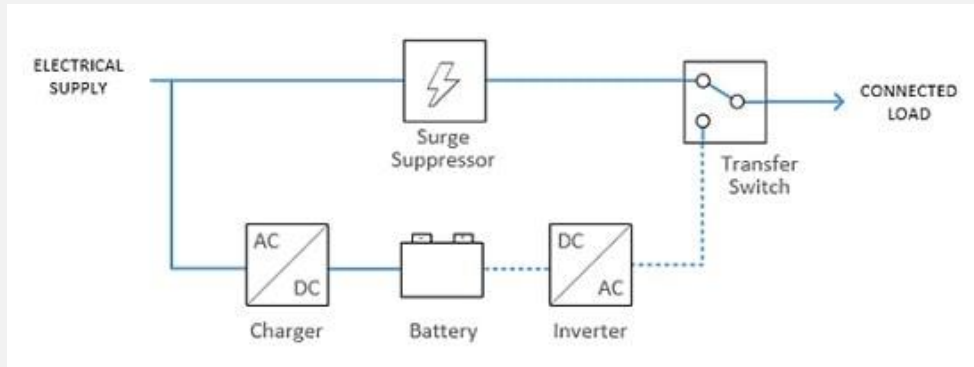 ELECTRICAL
SUPPLY
Surge
Suppressor
CONNECTED
LOAD
Transfer
Switch
AC
DC
Charger
Battery
DC
AC
Inverter